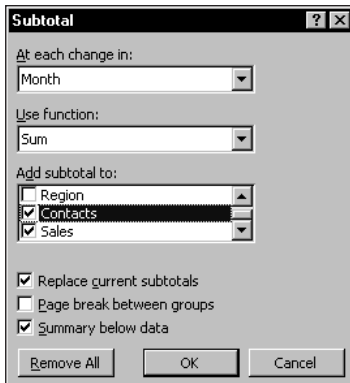 Subtotal
At each change in:
Month
Use function:
Sum
Add subtotal to:
Region
Contacts
Sales
Replace current subtotals
Page break between groups
Summary below data
Remove All OK Cancel